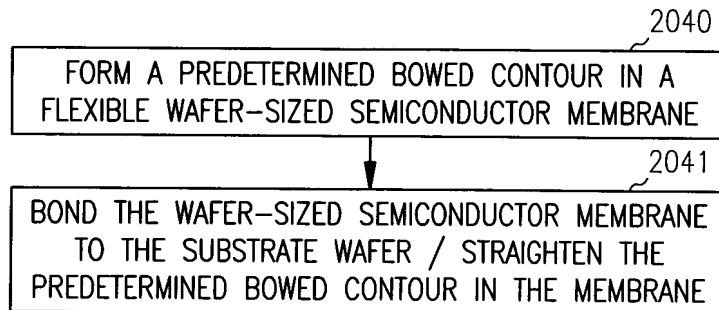 2040
FORM A PREDETERMINED BOWED CONTOUR IN A
FLEXIBLE WAFER-SIZED SEMICONDUCTOR MEMBRANE
2041
BOND THE WAFER-SIZED SEMICONDUCTOR MEMBRANE
TO THE SUBSTRATE WAFER / STRAIGHTEN THE
PREDETERMINED BOWED CONTOUR IN THE MEMBRANE